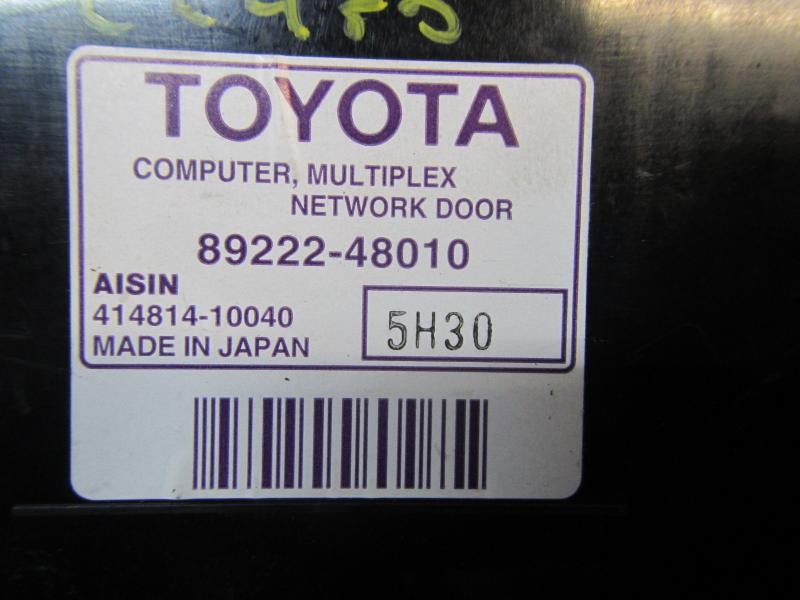 TOYOTA
COMPUTER, MULTIPLEX
NETWORK DOOR
89222-48010
AISIN
414814-10040
5H30
MADE IN JAPAN